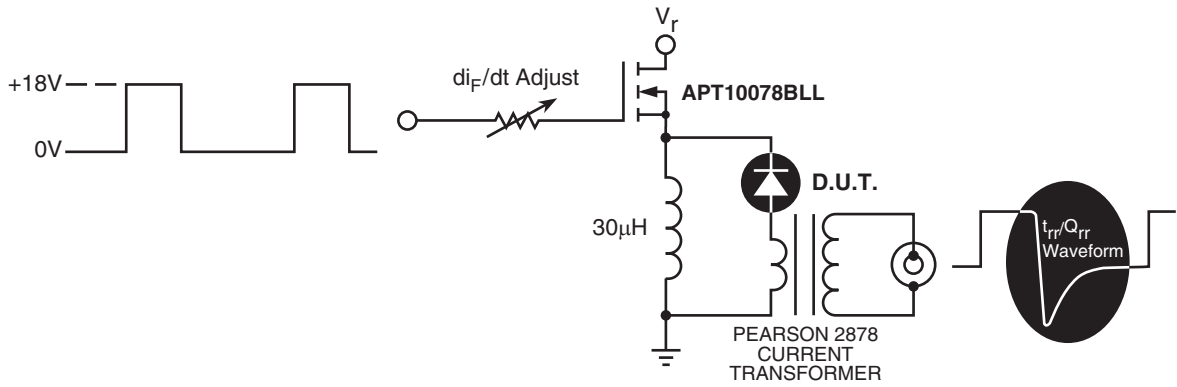 V_r
+18V
di_F/dt Adjust
APT10078BLL
0V
D.U.T.
30μH
t_rr/Q_rr
Waveform
PEARSON 2878
CURRENT
TRANSFORMER